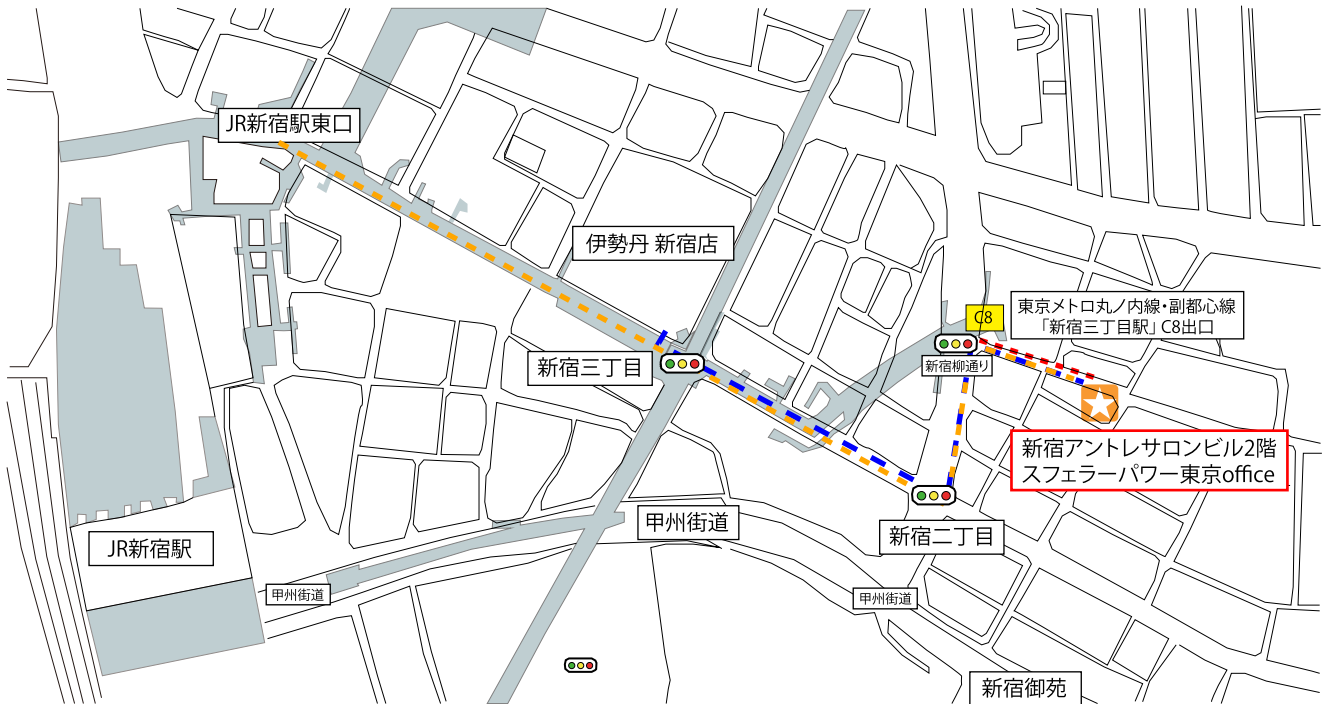 JR新宿駅東口
伊勢丹 新宿店
C8
東京メトロ丸ノ内線・副都心線
「新宿三丁目駅」C8出口
新宿三丁目
新宿柳通り
新宿アントレサロンビル2階
スフェラーパワー東京office
甲州街道
新宿二丁目
JR新宿駅
甲州街道
甲州街道
新宿御苑